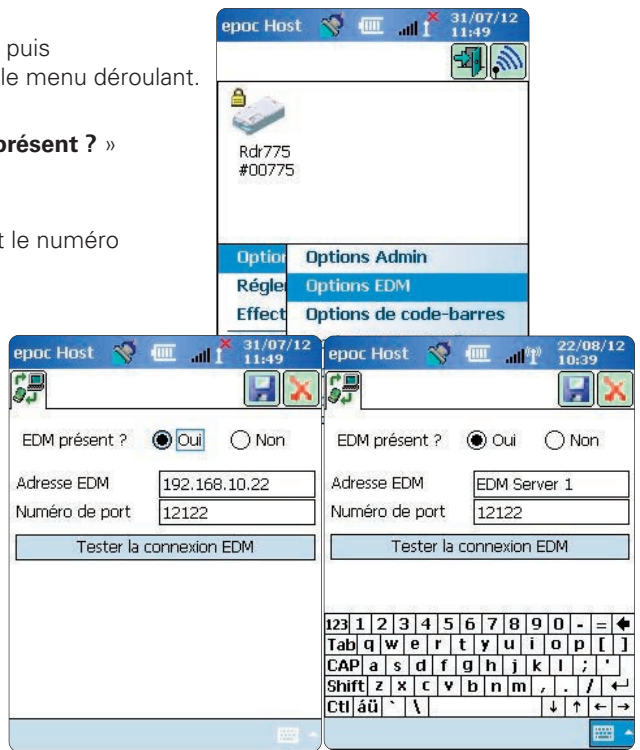 puis
le menu déroulant.
présent ? »
t le numéro
epoc Host 31/07/12
11:49
Rdr775
#00775
Option Options Admin
Régle Options EDM
Effect Options de code-barres
epoc Host 31/07/12
11:49
EDM présent ? Oui Non
Adresse EDM 192.168.10.22
Numéro de port 12122
Tester la connexion EDM
epoc Host 22/08/12
10:39
EDM présent ? Oui Non
Adresse EDM EDM Server 1
Numéro de port 12122
Tester la connexion EDM
123 1 2 3 4 5 6 7 8 9 0 - =
Tab q w e r t y u i o p [ ]
CAP a s d f g h j k l ; '
Shift z x c v b n m , . /
Ctl áü ` \